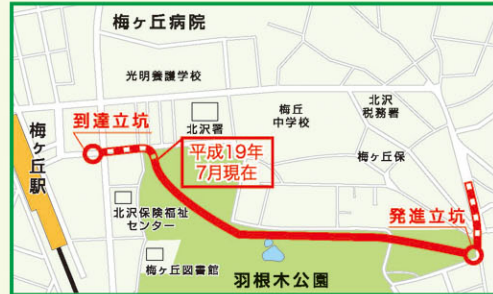 梅ヶ丘病院
光明養護学校
到達立坑
北沢署
梅丘
中学校
北沢
税務署
梅ヶ丘駅
平成19年
7月現在
梅ヶ丘保
北沢保険福祉
センター
発進立坑
梅ヶ丘図書館
羽根木公園